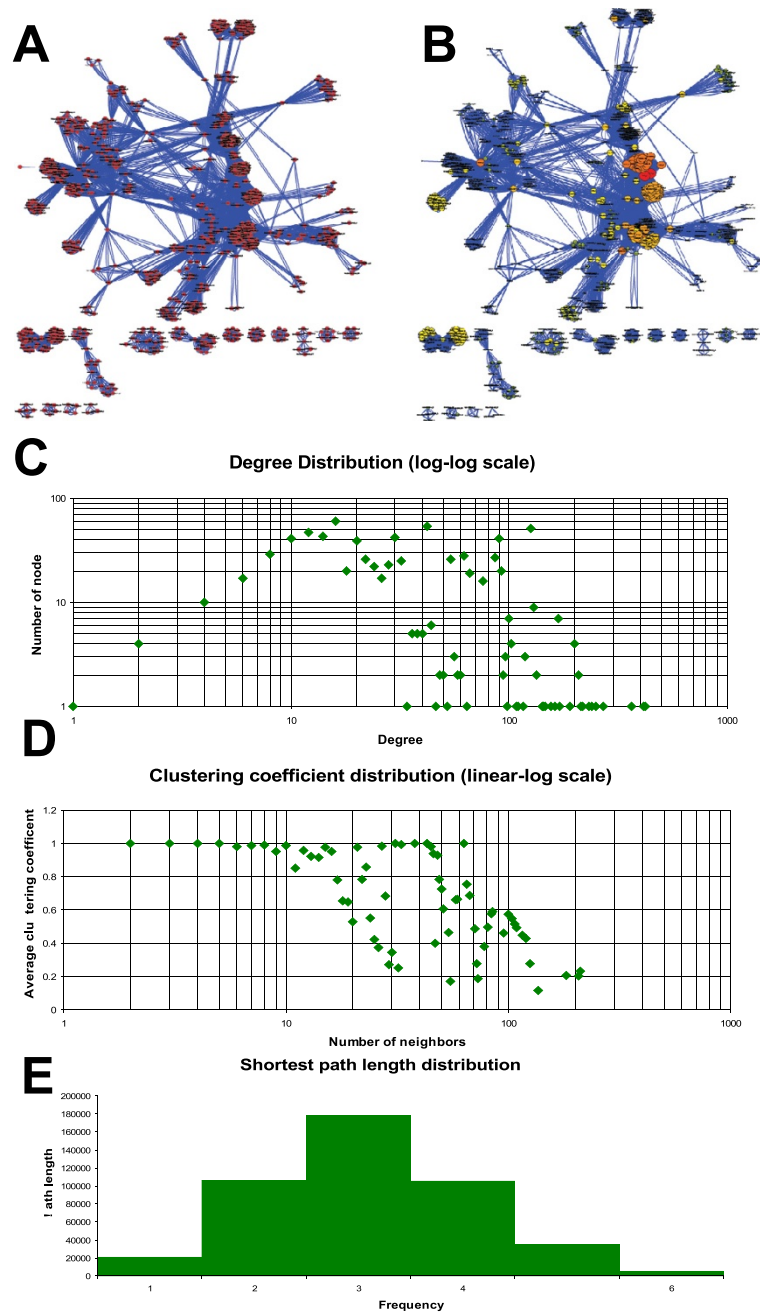 A
B
C
Degree Distribution (log-log scale)
Number of node
100
10
1
1
10
100
1000
Degree
D
Clustering coefficient distribution (linear-log scale)
Average clu tering coefficent
1.2
1
0.8
0.6
0.4
0.2
0
1
10
100
1000
Number of neighbors
E
Shortest path length distribution
! ath length
200000
180000
160000
140000
120000
100000
80000
60000
40000
20000
0
1
2
3
4
6
Frequency